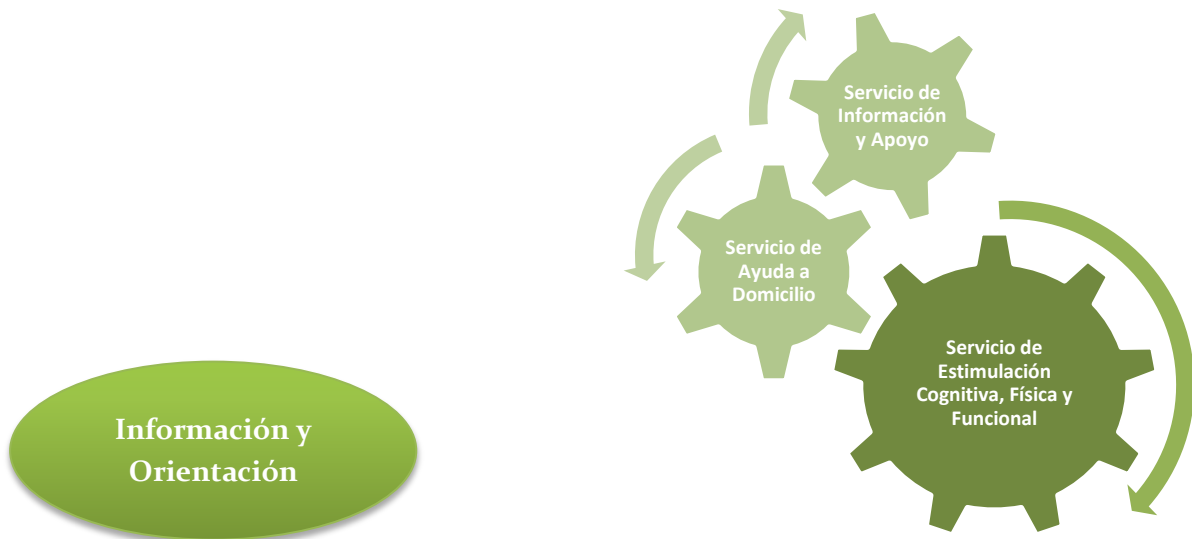 Servicio de
Información
y Apoyo
Servicio de
Ayuda a
Domicilio
Servicio de
Estimulación
Cognitiva, Física y
Funcional
Información y
Orientación